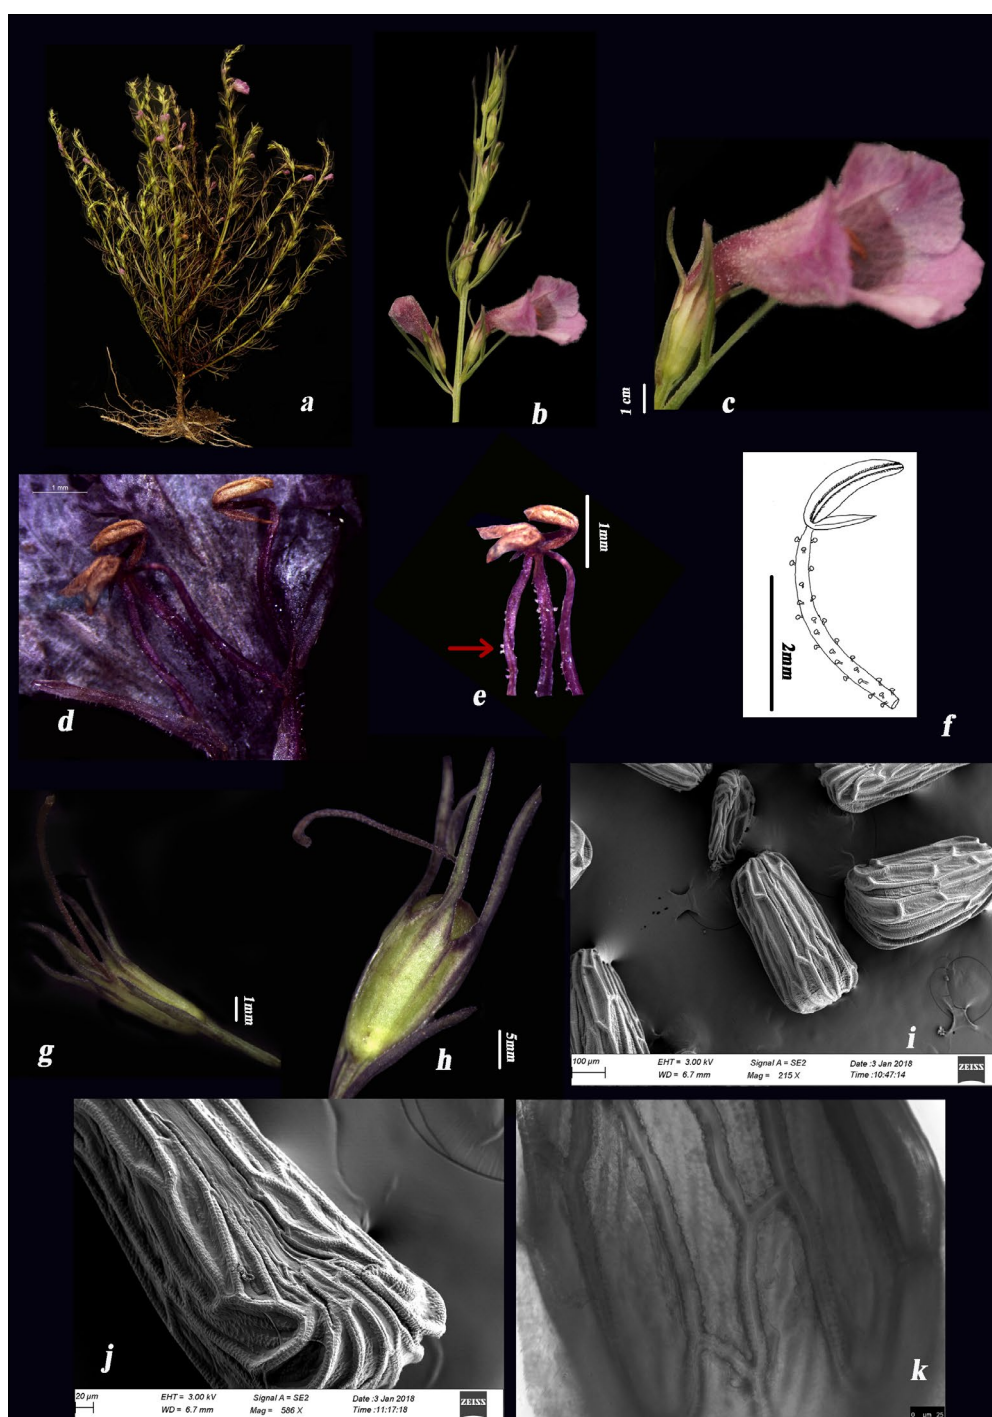 a
b
1 cm
c
1 mm
d
1mm
e
2mm
f
1mm
g
5mm
h
i
100 µm
EHT = 3.00 kV
Signal A = SE2
Date :3 Jan 2018
WD = 6.7 mm
Mag = 215 X
Time :10:47:14
ZEISS
j
20 µm
EHT = 3.00 kV
Signal A = SE2
Date :3 Jan 2018
WD = 6.7 mm
Mag = 586 X
Time :11:17:18
ZEISS
k
µm 25